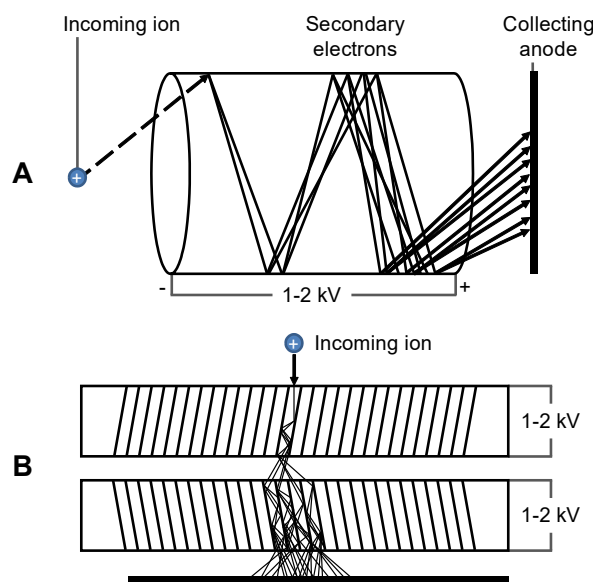 Incoming ion
Secondary
electrons
Collecting
anode
+
A
-
1-2 kV
+
+
Incoming ion
1-2 kV
B
1-2 kV